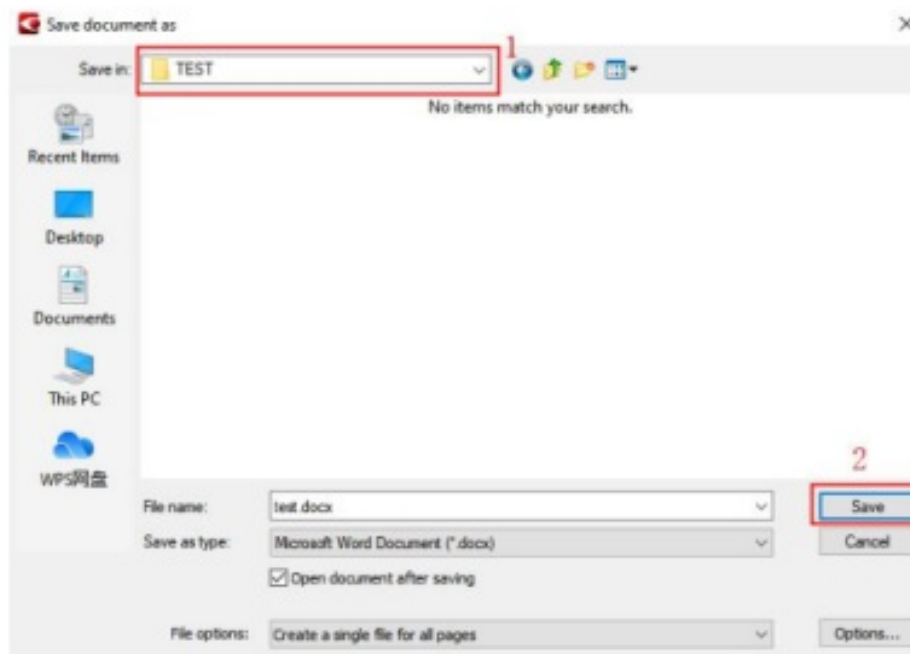 Save document as
Save in: TEST 1
No items match your search.
Recent Items
Desktop
Documents
This PC
WPS网盘
2
File name: test.docx Save
Save as type: Microsoft Word Document (*.docx) Cancel
Open document after saving
File options: Create a single file for all pages Options...